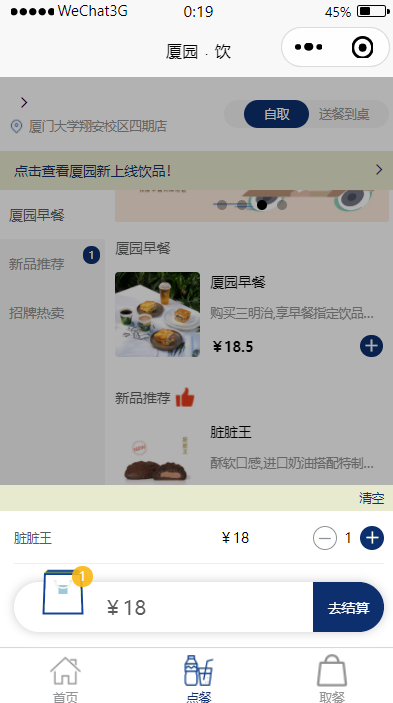 WeChat3G 0:19 45%
厦园 . 饮
厦门大学翔安校区四期店
自取 送餐到桌
点击查看厦园新上线饮品!
厦园早餐
新品推荐 1
招牌热卖
厦园早餐
厦园早餐
购买三明治,享早餐指定饮品...
¥18.5
新品推荐
脏脏王
酥软口感,进口奶油搭配特制...
清空
脏脏王 ¥18 1
1
¥18 去结算
首页 点餐 取餐